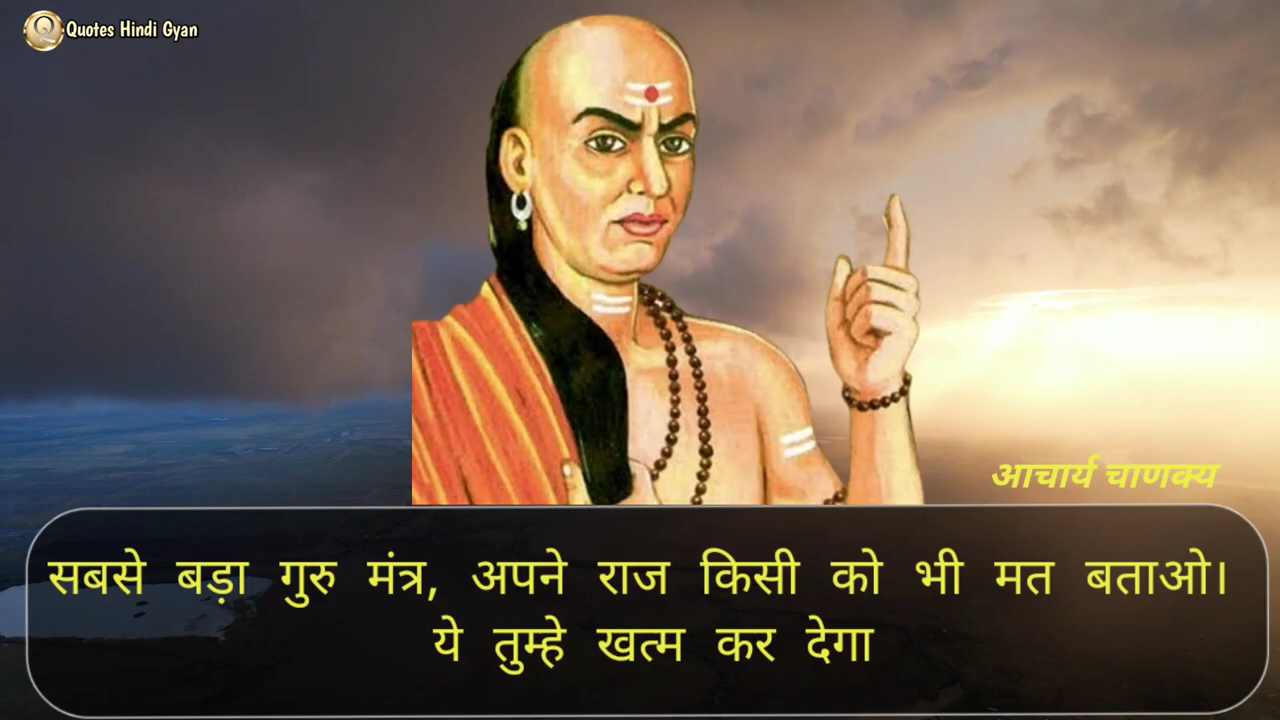 Quotes Hindi Gyan
आचार्य चाणक्य
सबसे बड़ा गुरु मंत्र, अपने राज किसी को भी मत बताओ।
ये तुम्हे खत्म कर देगा